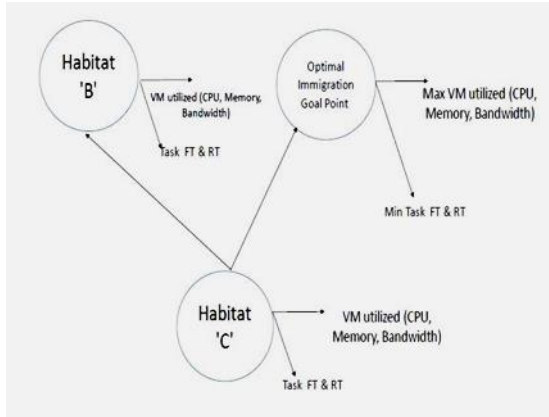 Habitat
'B'
VM utilized (CPU, Memory,
Bandwidth)
Task FT & RT
Optimal
Immigration
Goal Point
Max VM utilized (CPU,
Memory, Bandwidth)
Min Task FT & RT
Habitat
'C'
VM utilized (CPU,
Memory, Bandwidth)
Task FT & RT